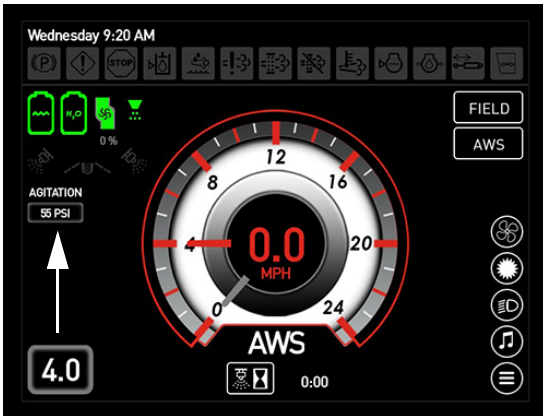 Wednesday 9:20 AM
(P)
STOP
H₂O
0 %
FIELD
AWS
AGITATION
55 PSI
0
4
8
12
16
20
24
0.0
MPH
AWS
4.0
0:00